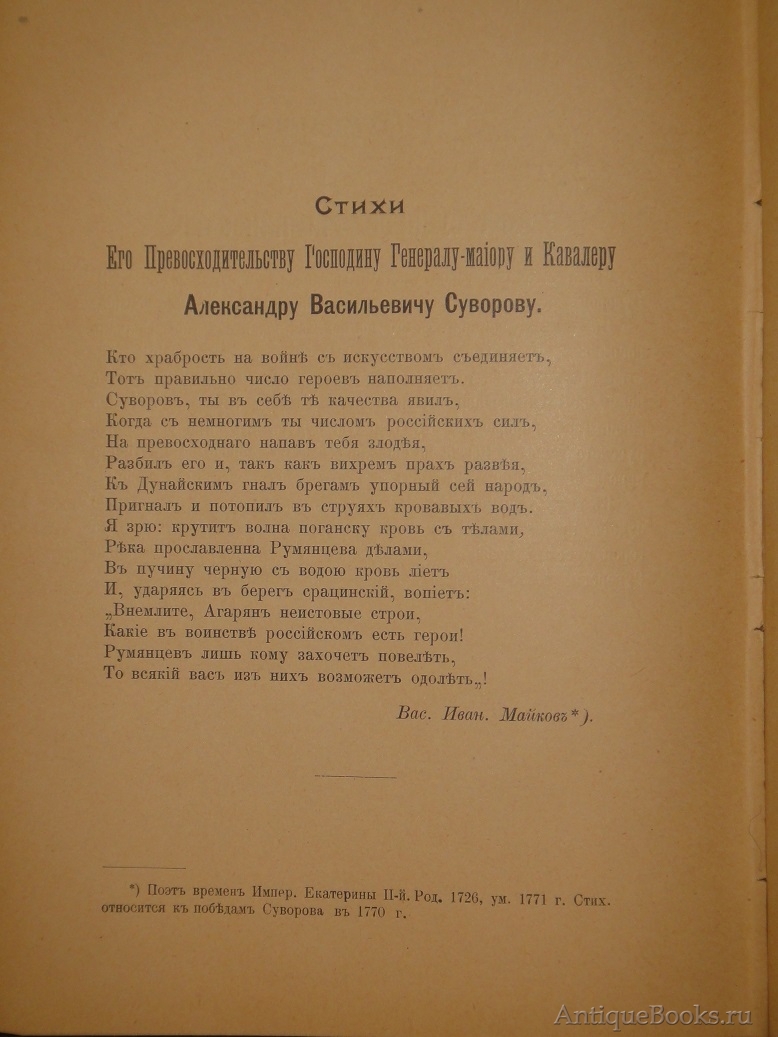 Стихи
Его Превосходительству Господину Генералу-маіору и Кавалеру
Александру Васильевичу Суворову.
Кто храбрость на войнѣ съ искусствомъ съединяетъ,
Тотъ правильно число героевъ наполняетъ.
Суворовъ, ты въ себѣ тѣ качества явилъ,
Когда съ немногимъ ты числомъ россійскихъ силъ,
На превосходнаго напавъ тебя злодѣя,
Разбилъ его и, такъ какъ вихремъ прахъ развѣя,
Къ Дунайскимъ гналъ брегамъ упорный сей народъ,
Пригналъ и потопилъ въ струяхъ кровавыхъ водъ.
Я зрю: крутитъ волна поганску кровь съ тѣлами,
Рѣка прославленна Румянцева дѣлами,
Въ пучину черную съ водою кровь ліетъ
И, ударяясь въ берегъ срацинскій, вопіетъ:
„Внемлите, Агарянъ неистовые строи,
Какіе въ воинствѣ россійскомъ есть герои!
Румянцевъ лишь кому захочетъ повелѣть,
То всякій васъ изъ нихъ возможетъ одолѣть„!
Вас. Иван. Майковъ*).
*) Поэтъ временъ Импер. Екатерины II-й. Род. 1726, ум. 1771 г. Стих.
относится къ побѣдамъ Суворова въ 1770 г.
AntiqueBooks.ru